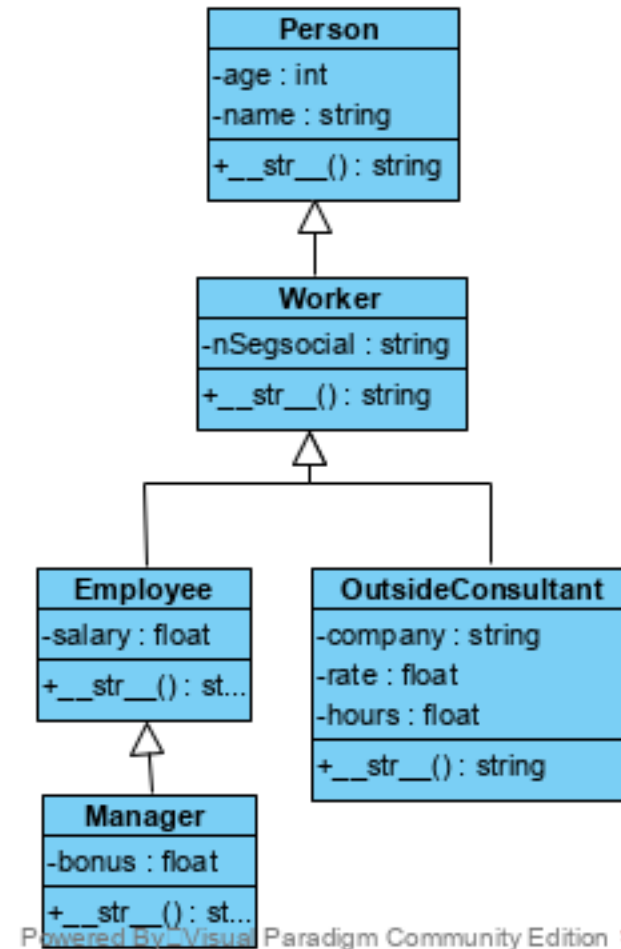 Person
-age : int
-name : string
+__str__() : string
Worker
-nSegsocial : string
+__str__() : string
Employee
-salary : float
+__str__() : st...
OutsideConsultant
-company : string
-rate : float
-hours : float
+__str__() : string
Manager
-bonus : float
+__str__() : st...
Powered By□Visual Paradigm Community Edition